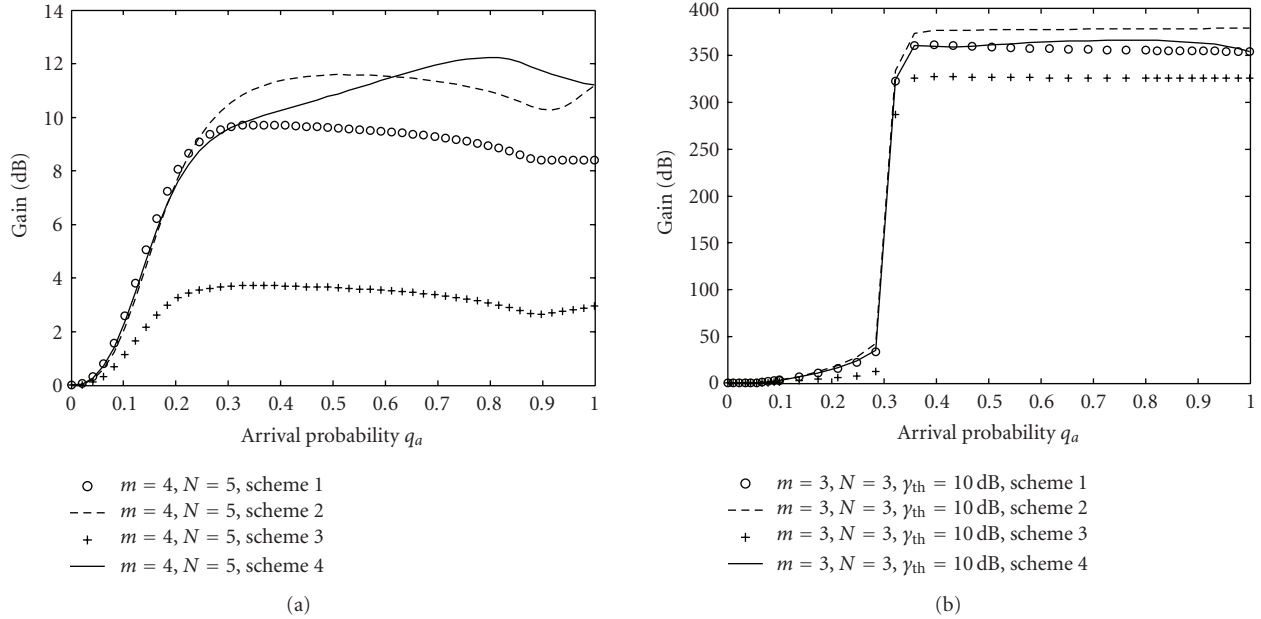 14
12
10
8
6
4
2
0
Gain (dB)
0 0.1 0.2 0.3 0.4 0.5 0.6 0.7 0.8 0.9 1
Arrival probability qₐ
m = 4, N = 5, scheme 1
m = 4, N = 5, scheme 2
m = 4, N = 5, scheme 3
m = 4, N = 5, scheme 4
(a)
400
350
300
250
200
150
100
50
0
Gain (dB)
0 0.1 0.2 0.3 0.4 0.5 0.6 0.7 0.8 0.9 1
Arrival probability qₐ
m = 3, N = 3, γth = 10 dB, scheme 1
m = 3, N = 3, γth = 10 dB, scheme 2
m = 3, N = 3, γth = 10 dB, scheme 3
m = 3, N = 3, γth = 10 dB, scheme 4
(b)